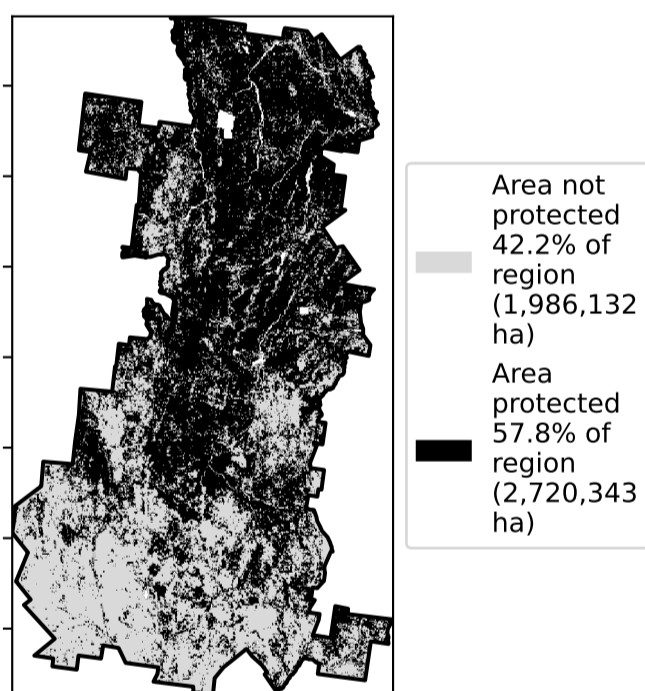 Area not
protected
42.2% of
region
(1,986,132
ha)
Area
protected
57.8% of
region
(2,720,343
ha)